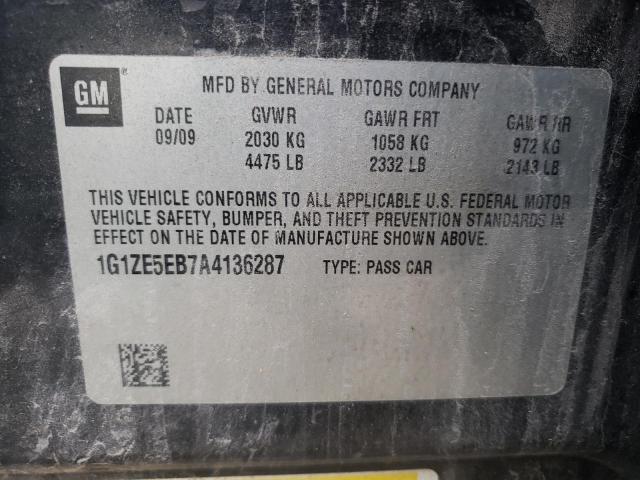 GM ®
MFD BY GENERAL MOTORS COMPANY
DATE GVWR GAWR FRT GAWR RR
09/09 2030 KG 1058 KG 972 KG
4475 LB 2332 LB 2143 LB
THIS VEHICLE CONFORMS TO ALL APPLICABLE U.S. FEDERAL MOTOR
VEHICLE SAFETY, BUMPER, AND THEFT PREVENTION STANDARDS IN
EFFECT ON THE DATE OF MANUFACTURE SHOWN ABOVE.
1G1ZE5EB7A4136287 TYPE: PASS CAR